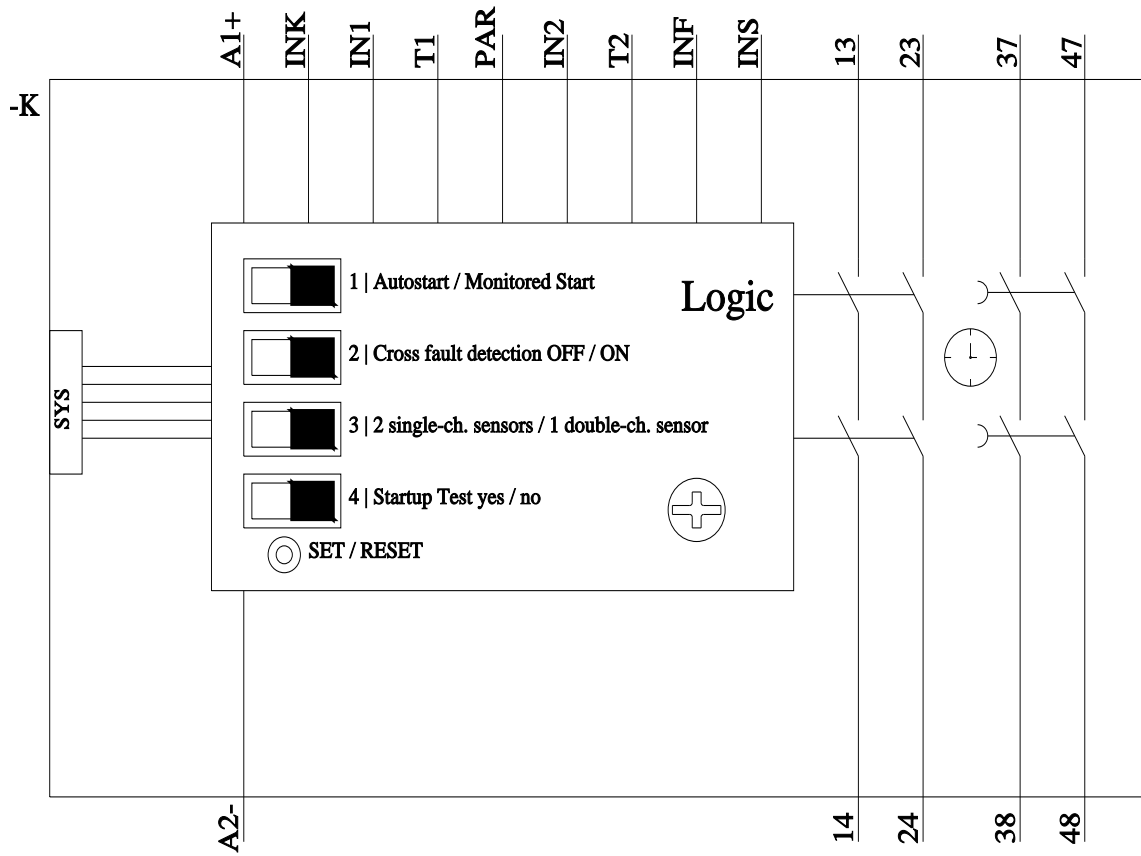 A1+
INK
IN1
T1
PAR
IN2
T2
INF
INS
13
23
37
47
-K
1 | Autostart / Monitored Start
Logic
2 | Cross fault detection OFF / ON
SYS
3 | 2 single-ch. sensors / 1 double-ch. sensor
4 | Startup Test yes / no
SET / RESET
A2-
14
24
38
48